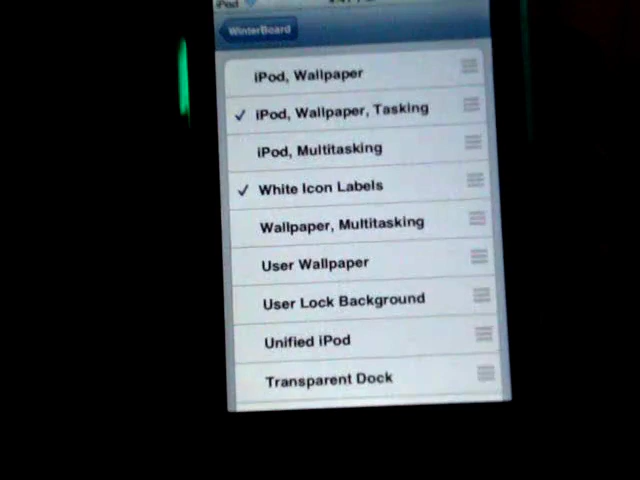 iPod
WinterBoard
iPod, Wallpaper
iPod, Wallpaper, Tasking
iPod, Multitasking
White Icon Labels
Wallpaper, Multitasking
User Wallpaper
User Lock Background
Unified iPod
Transparent Dock